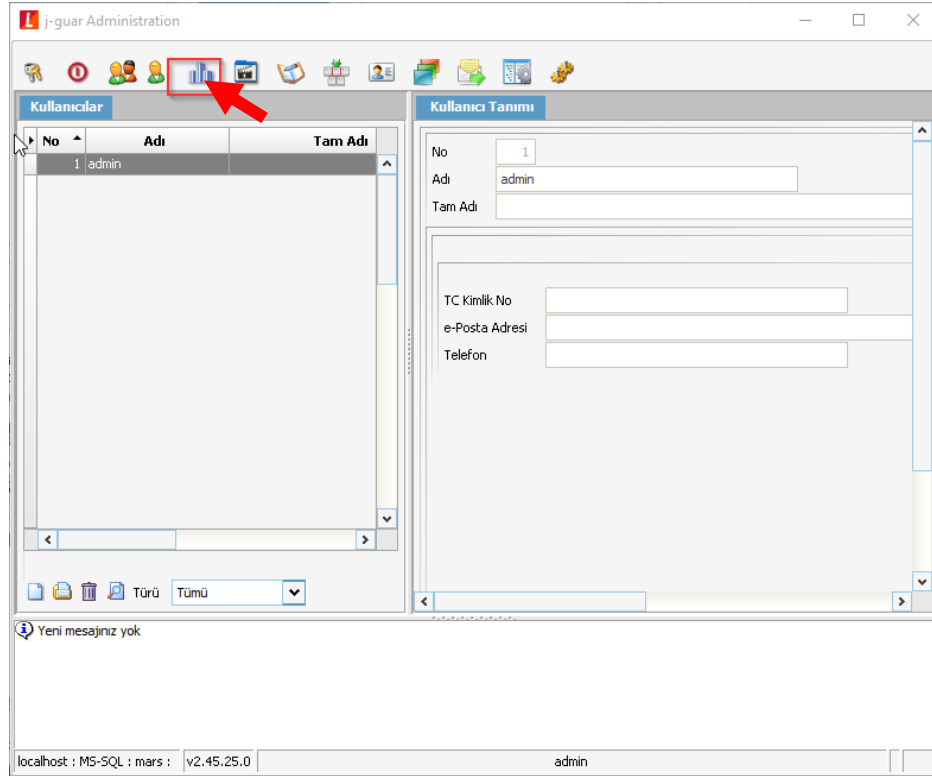 j-guar Administration
Kullanıcılar
No Adı Tam Adı
1 admin
Türü Tümü
Kullanıcı Tanımı
No 1
Adı admin
Tam Adı
TC Kimlik No
e-Posta Adresi
Telefon
Yeni mesajınız yok
localhost : MS-SQL : mars : v2.45.25.0 admin